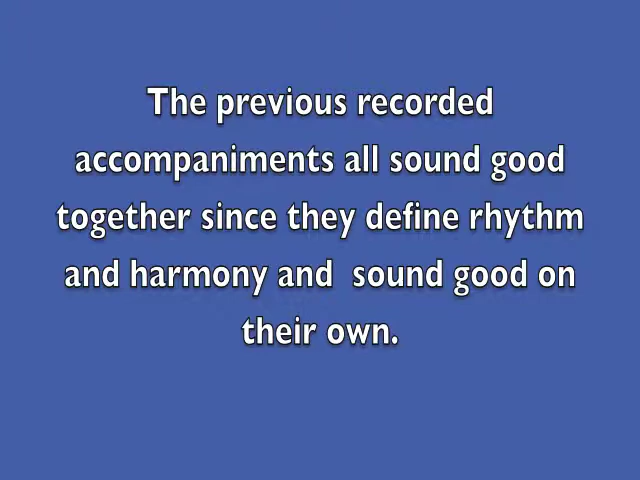 The previous recorded
accompaniments all sound good
together since they define rhythm
and harmony and  sound good on
their own.